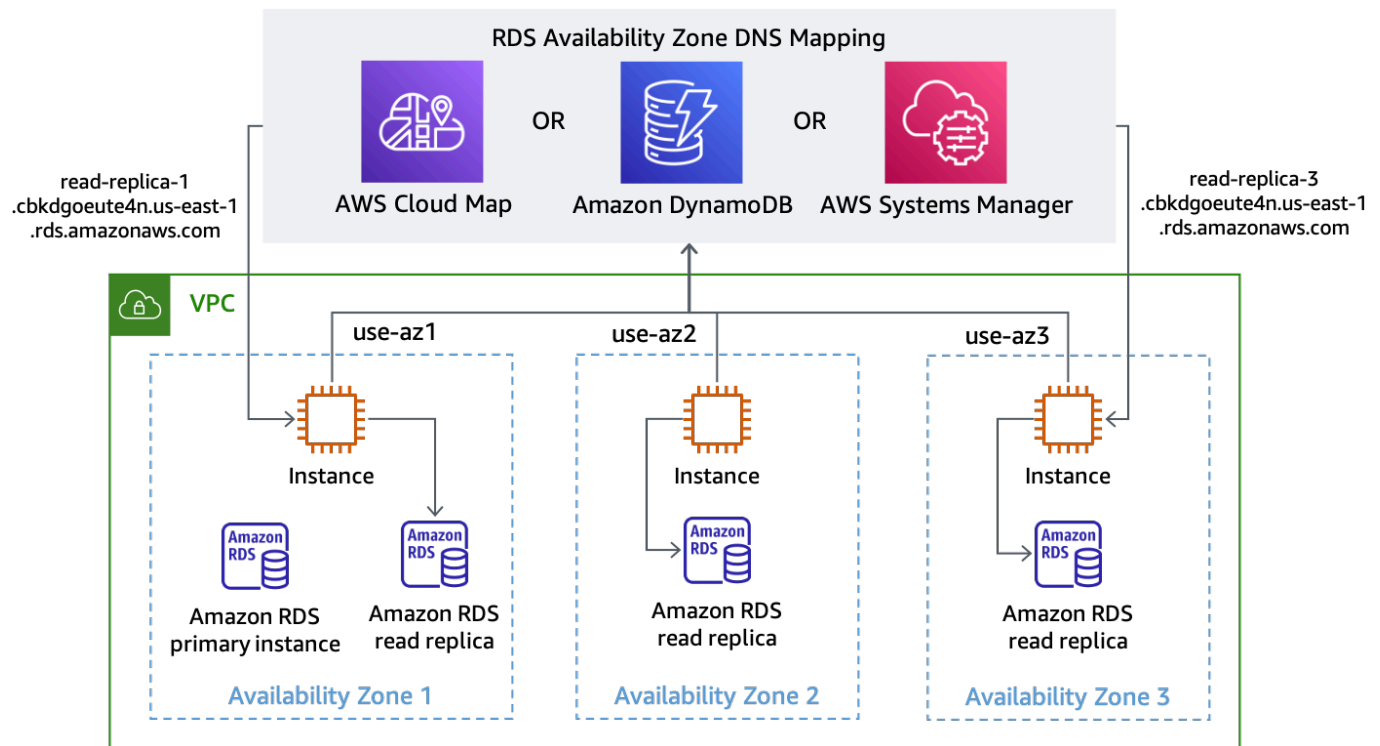 RDS Availability Zone DNS Mapping
OR
OR
AWS Cloud Map
Amazon DynamoDB
AWS Systems Manager
read-replica-1
.cbkdgoeute4n.us-east-1
.rds.amazonaws.com
read-replica-3
.cbkdgoeute4n.us-east-1
.rds.amazonaws.com
VPC
use-az1
use-az2
use-az3
Instance
Instance
Instance
Amazon
RDS
Amazon
RDS
Amazon
RDS
Amazon
RDS
Amazon RDS
primary instance
Amazon RDS
read replica
Amazon RDS
read replica
Amazon RDS
read replica
Availability Zone 1
Availability Zone 2
Availability Zone 3